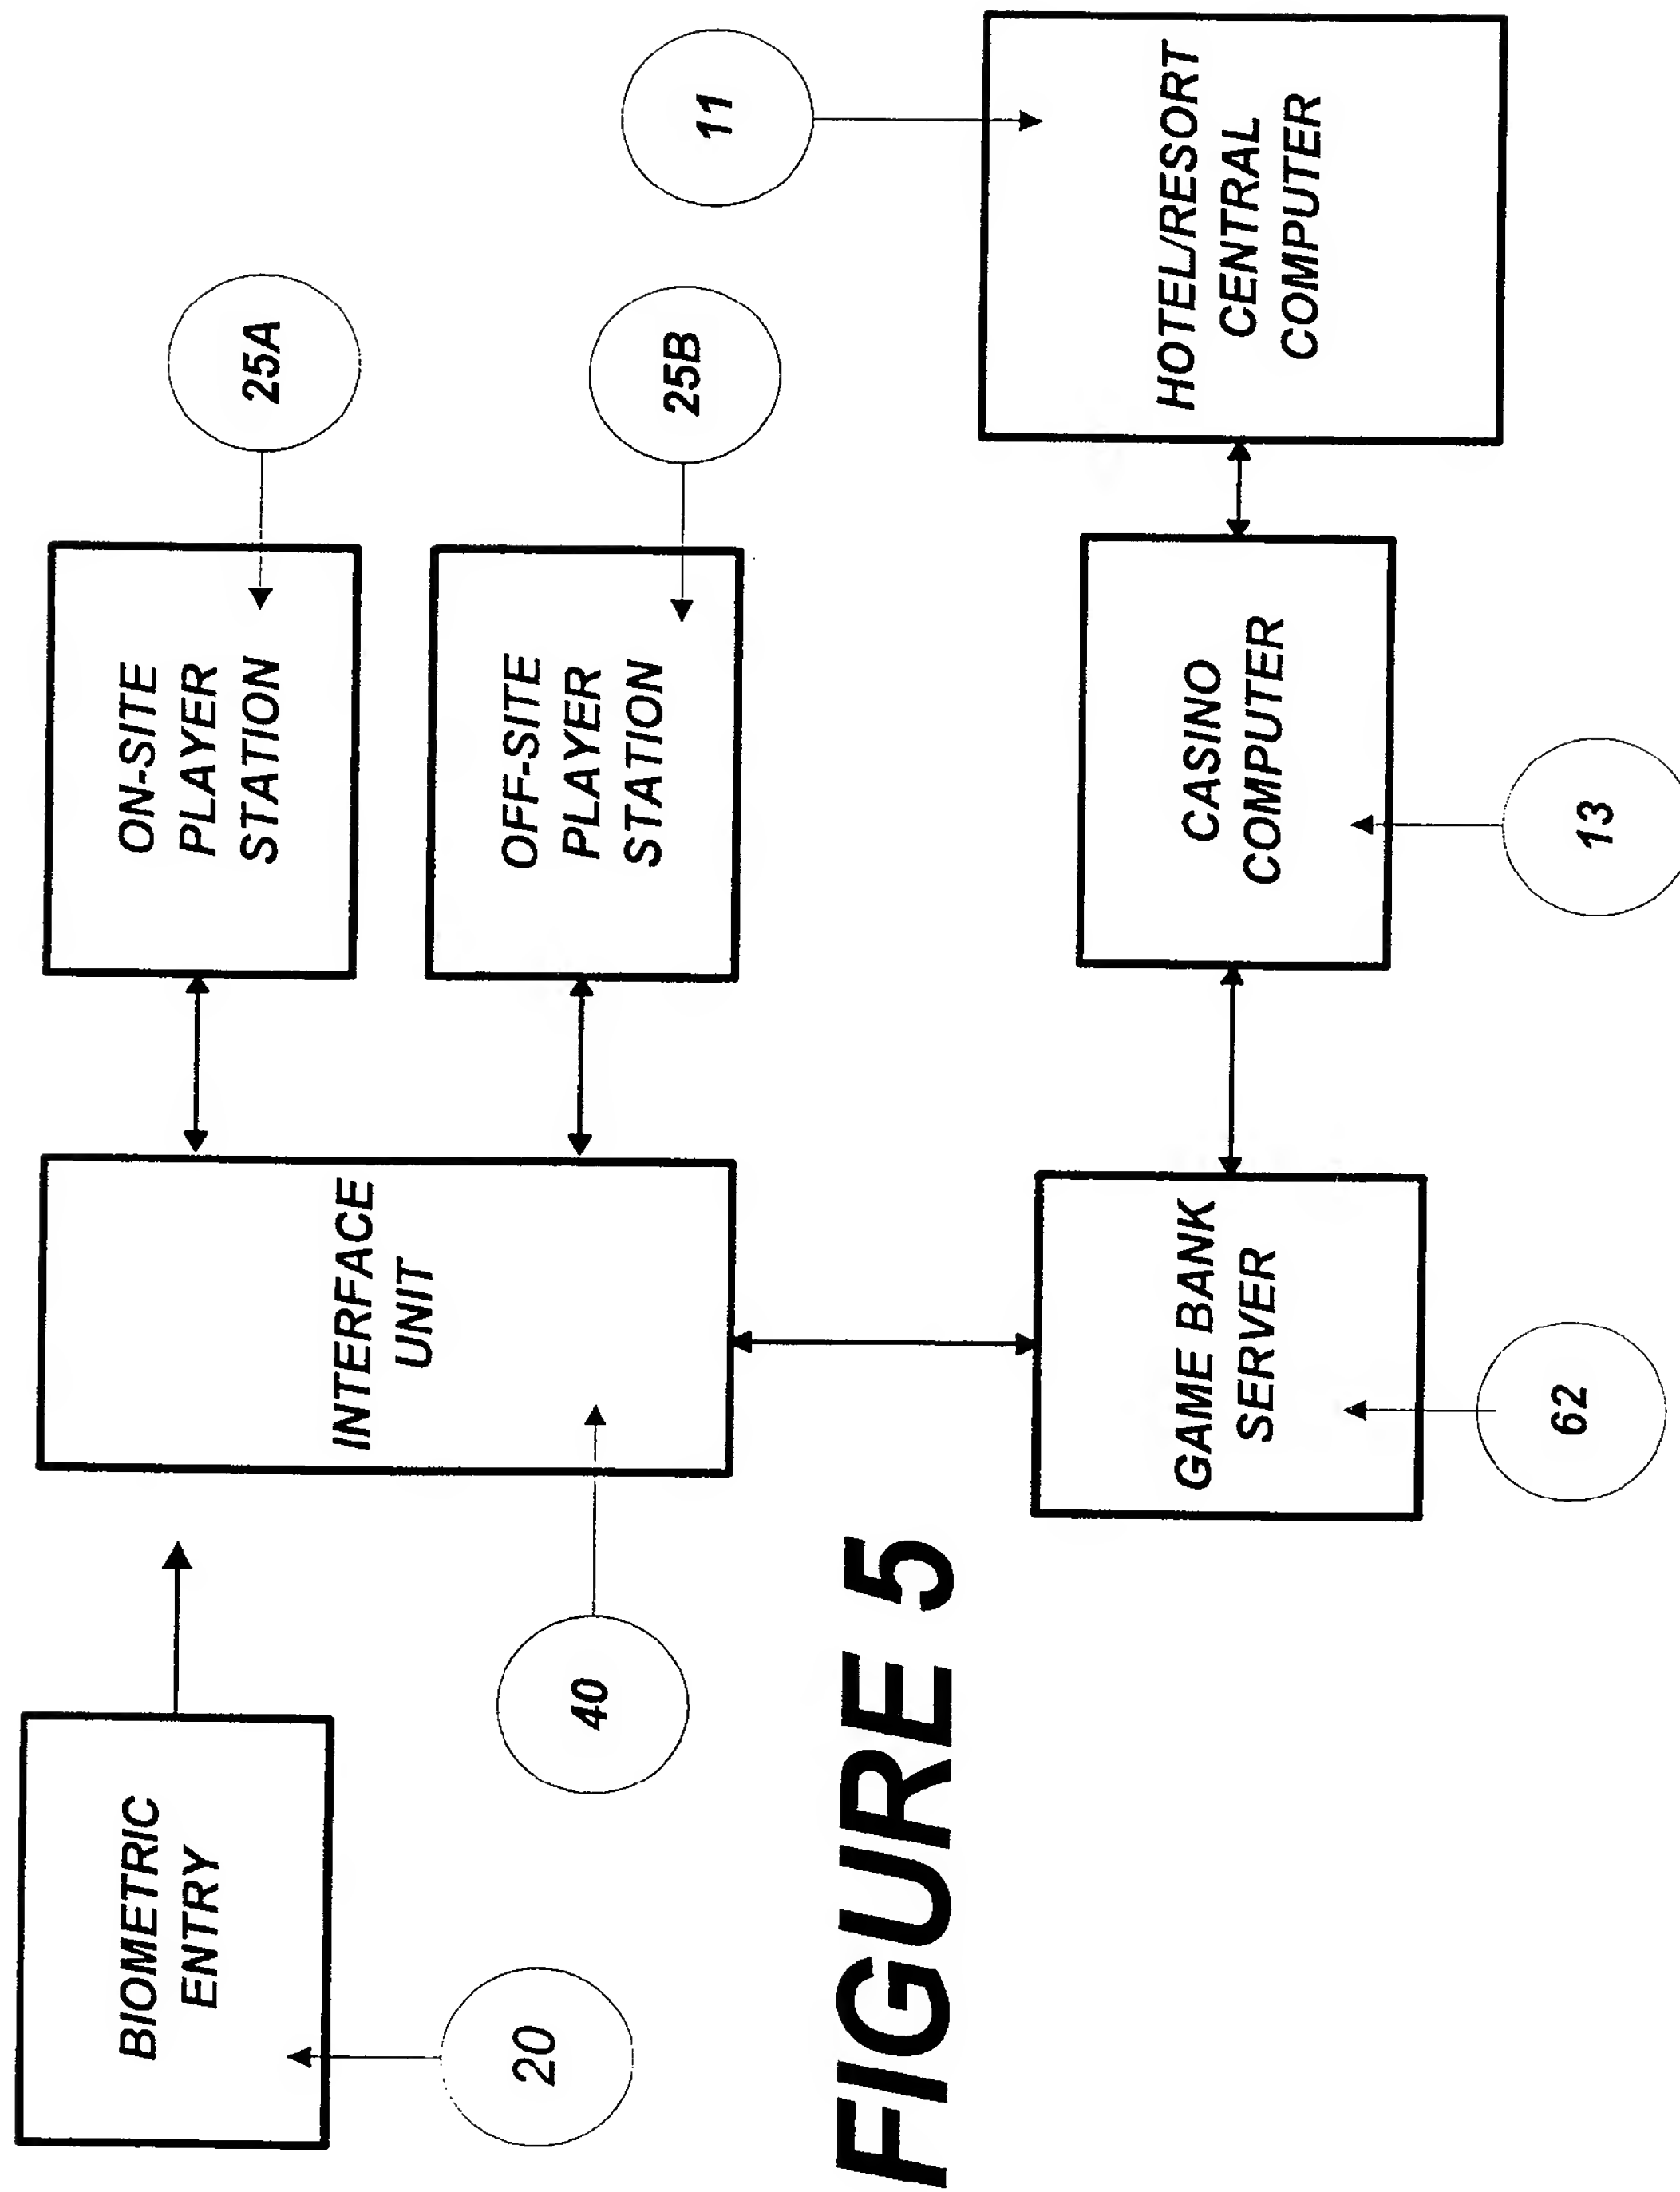 BIOMETRIC
ENTRY
20
INTERFACE
UNIT
40
ON-SITE
PLAYER
STATION
25A
OFF-SITE
PLAYER
STATION
25B
FIGURE 5
GAME BANK
SERVER
62
CASINO
COMPUTER
13
HOTEL/RESORT
CENTRAL
COMPUTER
11